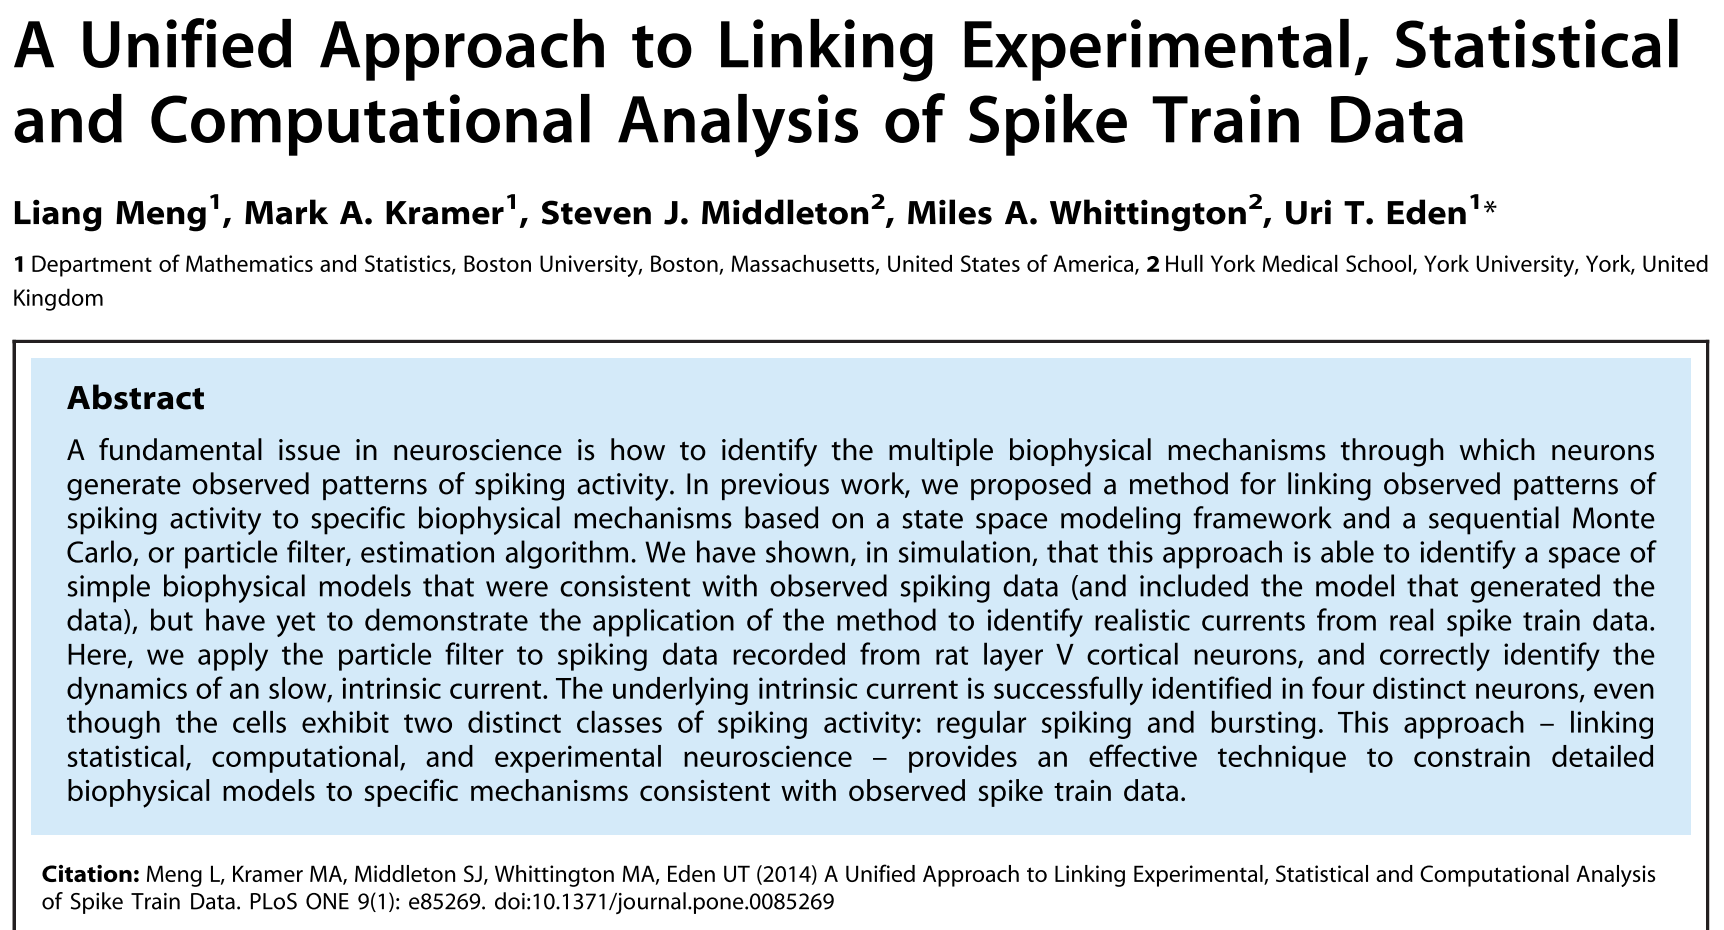 A Unified Approach to Linking Experimental, Statistical
and Computational Analysis of Spike Train Data
Liang Meng1, Mark A. Kramer1, Steven J. Middleton2, Miles A. Whittington2, Uri T. Eden1*
1 Department of Mathematics and Statistics, Boston University, Boston, Massachusetts, United States of America, 2 Hull York Medical School, York University, York, United
Kingdom
Abstract
A fundamental issue in neuroscience is how to identify the multiple biophysical mechanisms through which neurons
generate observed patterns of spiking activity. In previous work, we proposed a method for linking observed patterns of
spiking activity to specific biophysical mechanisms based on a state space modeling framework and a sequential Monte
Carlo, or particle filter, estimation algorithm. We have shown, in simulation, that this approach is able to identify a space of
simple biophysical models that were consistent with observed spiking data (and included the model that generated the
data), but have yet to demonstrate the application of the method to identify realistic currents from real spike train data.
Here, we apply the particle filter to spiking data recorded from rat layer V cortical neurons, and correctly identify the
dynamics of an slow, intrinsic current. The underlying intrinsic current is successfully identified in four distinct neurons, even
though the cells exhibit two distinct classes of spiking activity: regular spiking and bursting. This approach – linking
statistical, computational, and experimental neuroscience – provides an effective technique to constrain detailed
biophysical models to specific mechanisms consistent with observed spike train data.
Citation: Meng L, Kramer MA, Middleton SJ, Whittington MA, Eden UT (2014) A Unified Approach to Linking Experimental, Statistical and Computational Analysis
of Spike Train Data. PLoS ONE 9(1): e85269. doi:10.1371/journal.pone.0085269